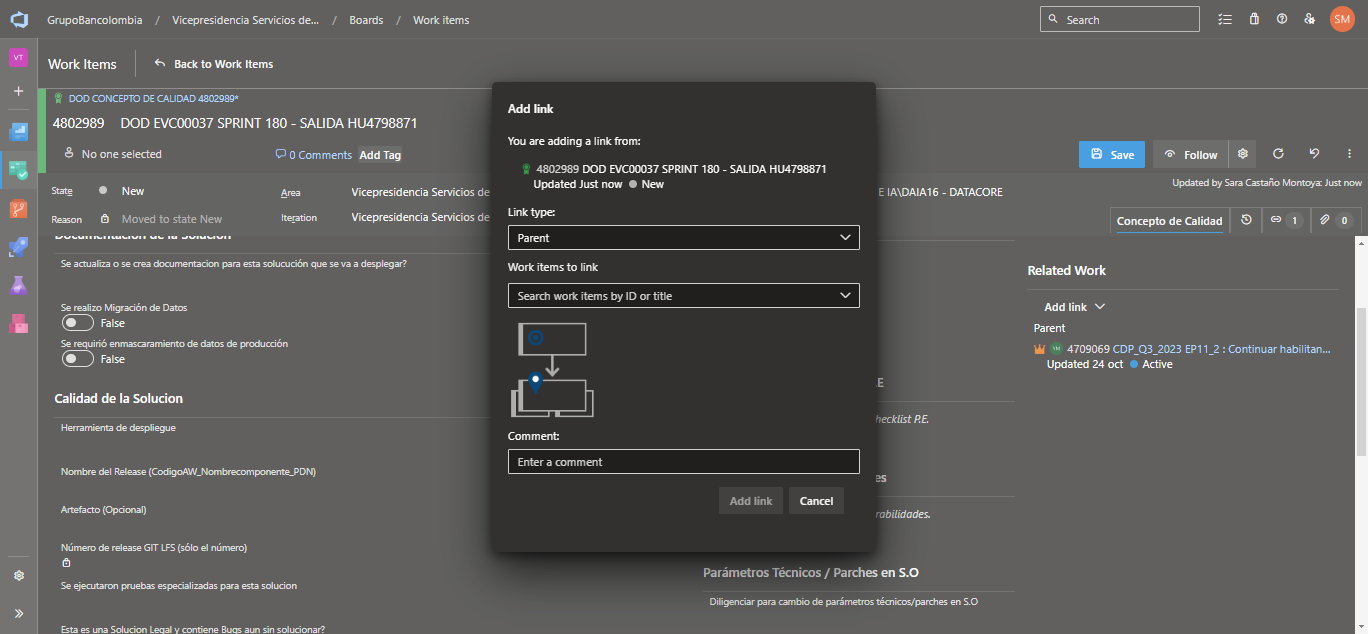 GrupoBancolombia / Vicepresidencia Servicios de... / Boards / Work items
Search
SM
VT
Work Items
Back to Work Items
DOD CONCEPTO DE CALIDAD 4802989*
4802989 DOD EVC00037 SPRINT 180 - SALIDA HU4798871
No one selected
0 Comments
Add Tag
Save
Follow
State
New
Area
Vicepresidencia Servicios de
E IA\DAIA16 - DATACORE
Updated by Sara Castaño Montoya: Just now
Reason
Moved to state New
Iteration
Vicepresidencia Servicios de
Concepto de Calidad
1
0
Documentacion de la Solucion
Se actualiza o se crea documentacion para esta solucución que se va a desplegar?
Se realizo Migración de Datos
False
Se requirió enmascaramiento de datos de producción
False
Calidad de la Solucion
Herramienta de despliegue
Nombre del Release (CodigoAW_Nombrecomponente_PDN)
Artefacto (Opcional)
Número de release GIT LFS (sólo el número)
Se ejecutaron pruebas especializadas para esta solucion
Esta es una Solucion Legal y contiene Bugs aun sin solucionar?
Add link
You are adding a link from:
4802989 DOD EVC00037 SPRINT 180 - SALIDA HU4798871
Updated Just now New
Link type:
Parent
Work items to link
Search work items by ID or title
Comment:
Enter a comment
Add link
Cancel
E
hecklist P.E.
es
rabilidades.
Parámetros Técnicos / Parches en S.O
Diligenciar para cambio de parámetros técnicos/parches en S.O
Related Work
Add link
Parent
4709069 CDP_Q3_2023 EP11_2 : Continuar habilitan...
Updated 24 oct Active